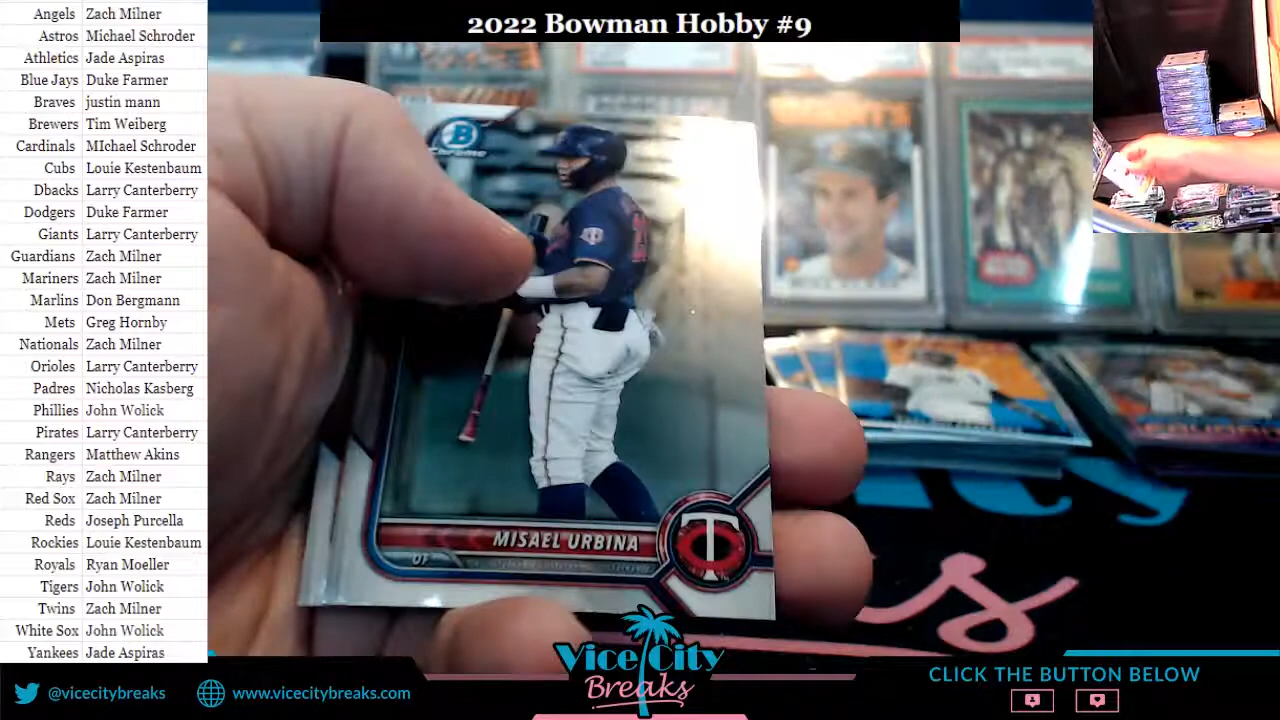 2022 Bowman Hobby #9
Angels Zach Milner
Astros Michael Schroder
Athletics Jade Aspiras
Blue Jays Duke Farmer
Braves justin mann
Brewers Tim Weiberg
Cardinals MIchael Schroder
Cubs Louie Kestenbaum
Dbacks Larry Canterberry
Dodgers Duke Farmer
Giants Larry Canterberry
Guardians Zach Milner
Mariners Zach Milner
Marlins Don Bergmann
Mets Greg Hornby
Nationals Zach Milner
Orioles Larry Canterberry
Padres Nicholas Kasberg
Phillies John Wolick
Pirates Larry Canterberry
Rangers Matthew Akins
Rays Zach Milner
Red Sox Zach Milner
Reds Joseph Purcella
Rockies Louie Kestenbaum
Royals Ryan Moeller
Tigers John Wolick
Twins Zach Milner
White Sox John Wolick
Yankees Jade Aspiras
B
Chrome
MISAEL URBINA
OF
T
Vice City
Breaks
@vicecitybreaks
www.vicecitybreaks.com
CLICK THE BUTTON BELOW